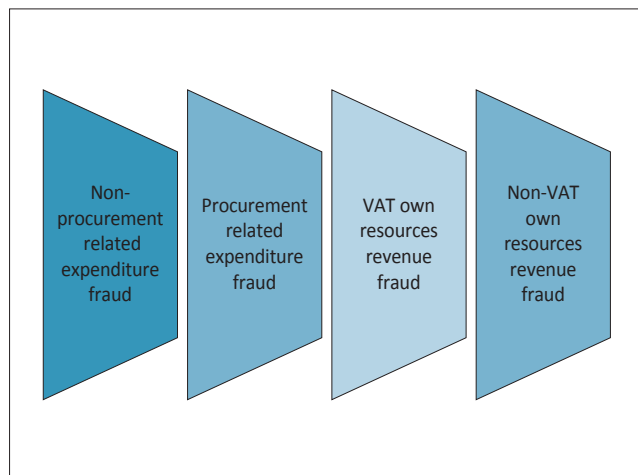 Non-
procurement
related
expenditure
fraud
Procurement
related
expenditure
fraud
VAT own
resources
revenue
fraud
Non-VAT
own
resources
revenue
fraud